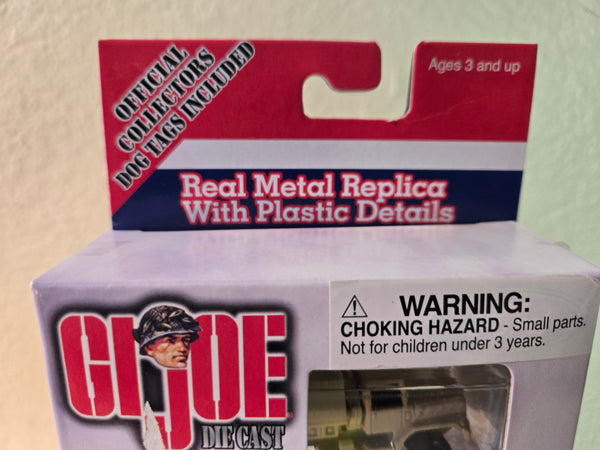 OFFICIAL
COLLECTORS
DOG TAGS INCLUDED
Ages 3 and up
Real Metal Replica
With Plastic Details
WARNING:
CHOKING HAZARD - Small parts.
Not for children under 3 years.
GI JOE
DIE CAST